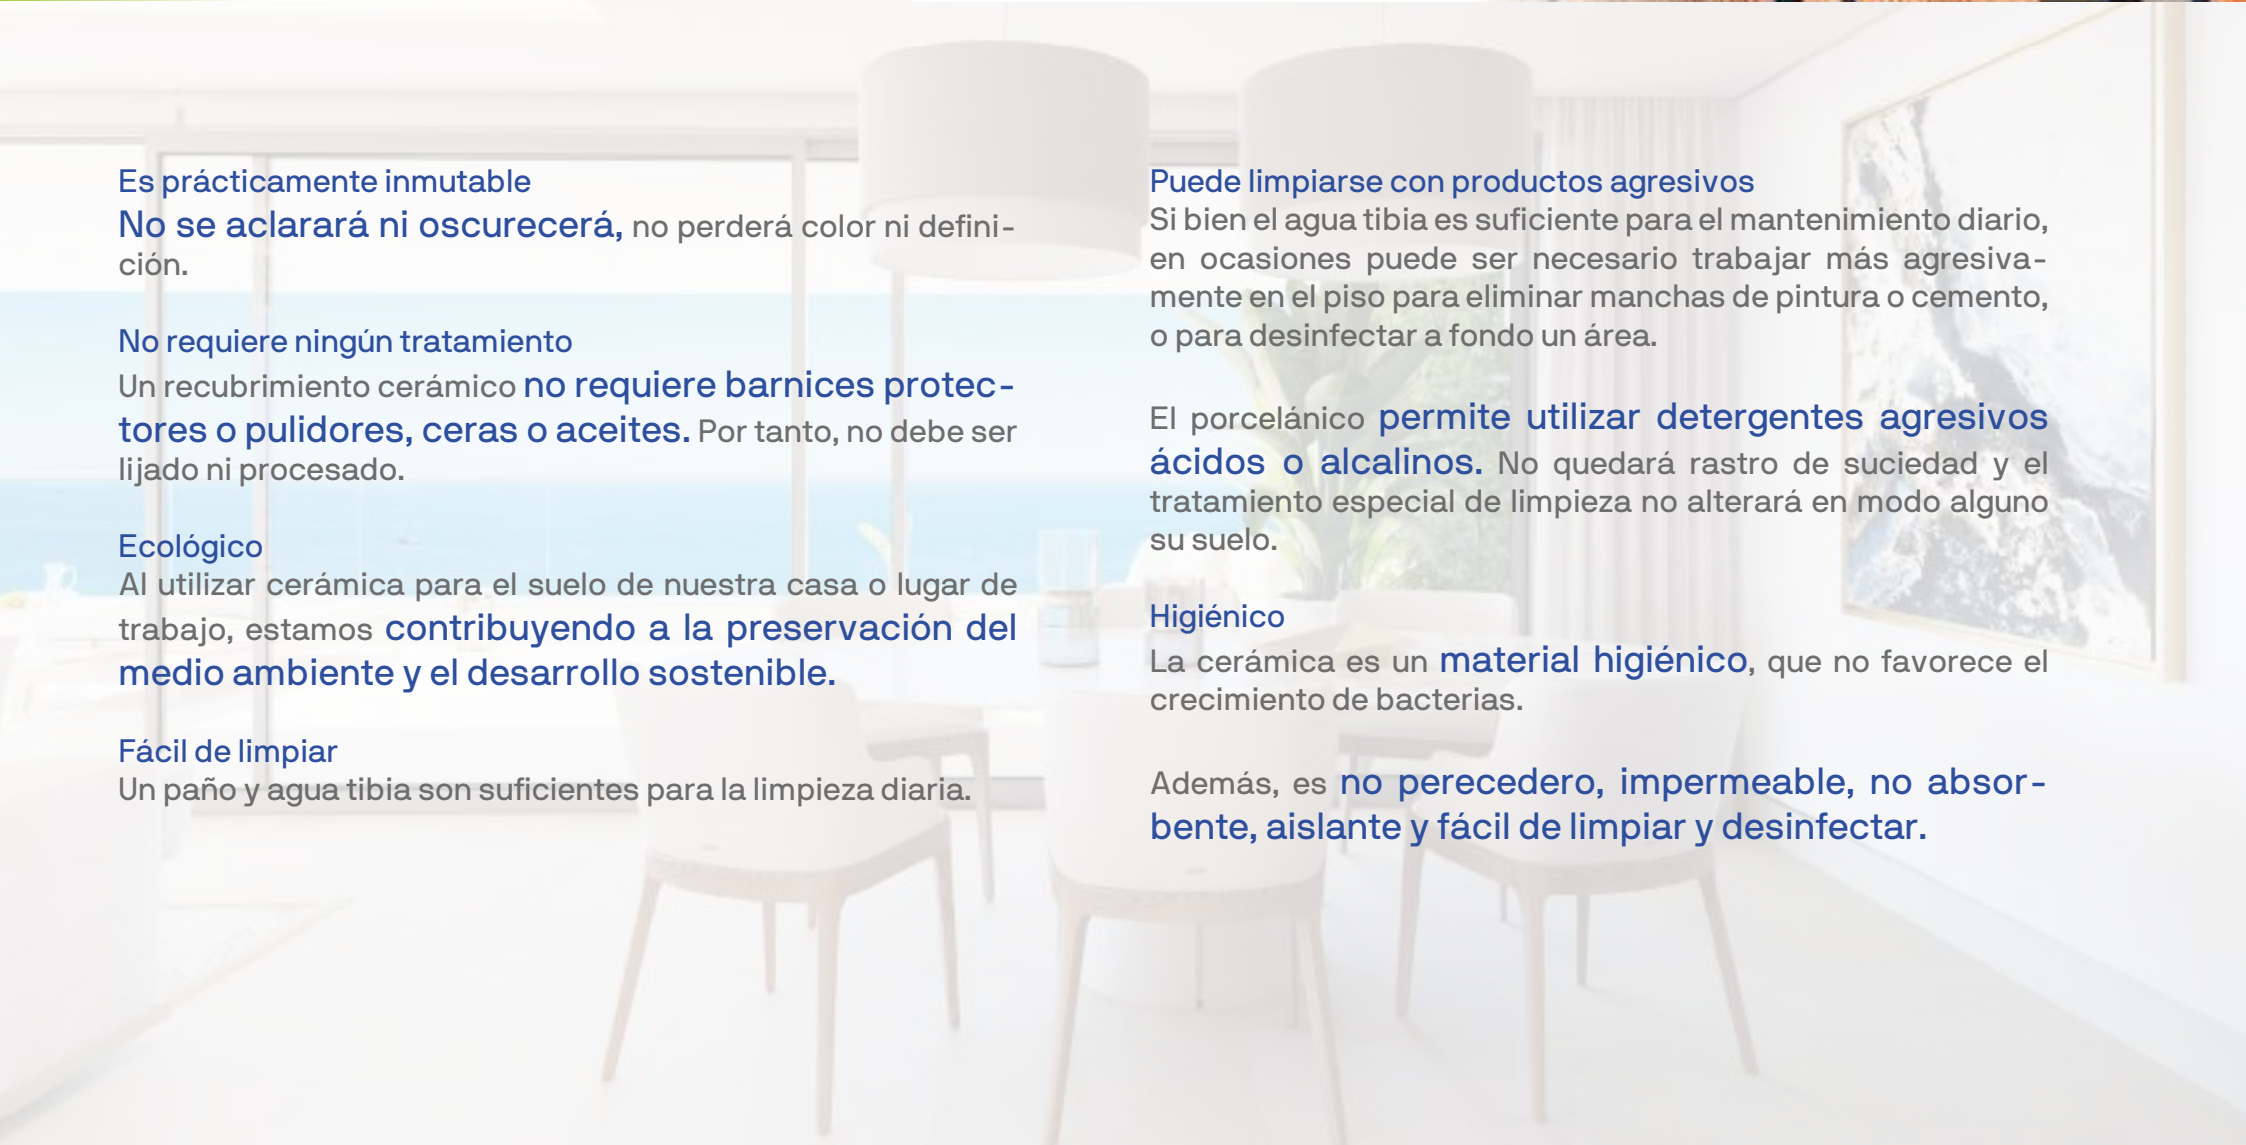 Es prácticamente inmutable
No se aclarará ni oscurecerá, no perderá color ni defini-
ción.
No requiere ningún tratamiento
Un recubrimiento cerámico no requiere barnices protec-
tores o pulidores, ceras o aceites. Por tanto, no debe ser
lijado ni procesado.
Ecológico
Al utilizar cerámica para el suelo de nuestra casa o lugar de
trabajo, estamos contribuyendo a la preservación del
medio ambiente y el desarrollo sostenible.
Fácil de limpiar
Un paño y agua tibia son suficientes para la limpieza diaria.
Puede limpiarse con productos agresivos
Si bien el agua tibia es suficiente para el mantenimiento diario,
en ocasiones puede ser necesario trabajar más agresiva-
mente en el piso para eliminar manchas de pintura o cemento,
o para desinfectar a fondo un área.
El porcelánico permite utilizar detergentes agresivos
ácidos o alcalinos. No quedará rastro de suciedad y el
tratamiento especial de limpieza no alterará en modo alguno
su suelo.
Higiénico
La cerámica es un material higiénico, que no favorece el
crecimiento de bacterias.
Además, es no perecedero, impermeable, no absor-
bente, aislante y fácil de limpiar y desinfectar.